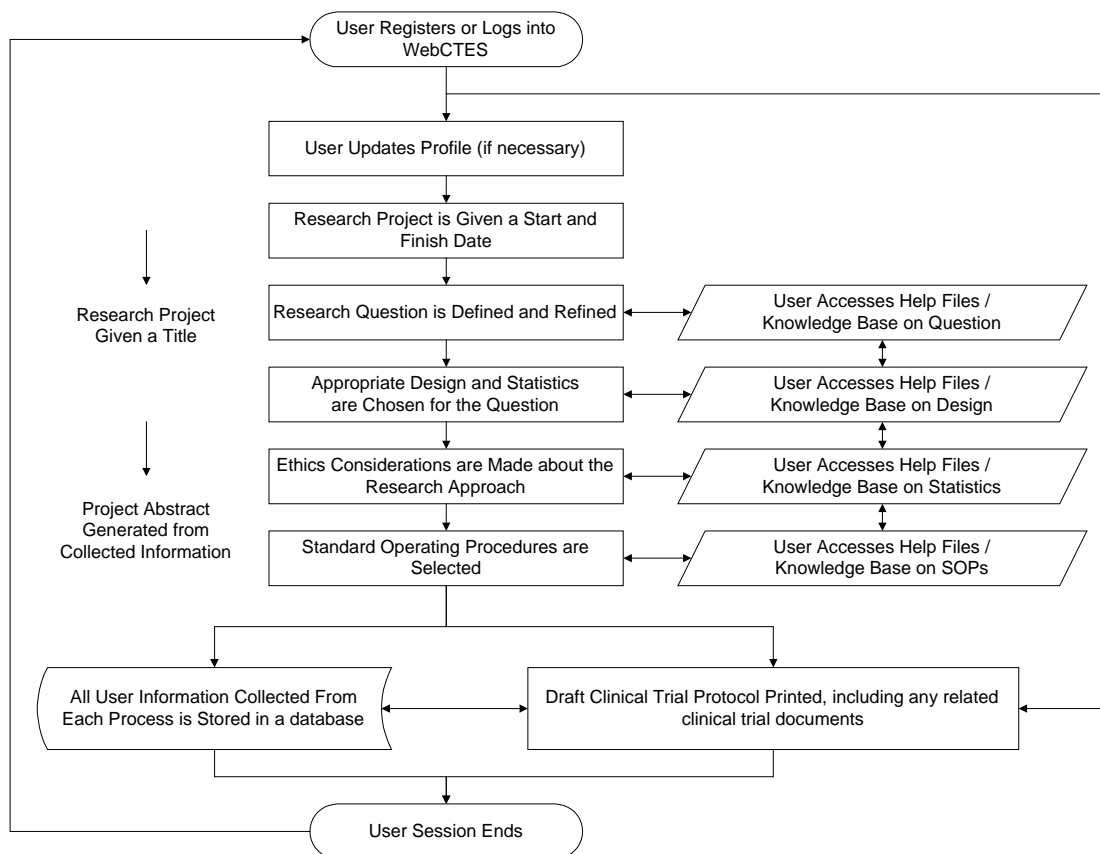 User Registers or Logs into
WebCTES
User Updates Profile (if necessary)
Research Project is Given a Start and
Finish Date
Research Project
Given a Title
Research Question is Defined and Refined
User Accesses Help Files /
Knowledge Base on Question
Appropriate Design and Statistics
are Chosen for the Question
User Accesses Help Files /
Knowledge Base on Design
Ethics Considerations are Made about the
Research Approach
User Accesses Help Files /
Knowledge Base on Statistics
Project Abstract
Generated from
Collected Information
Standard Operating Procedures are
Selected
User Accesses Help Files /
Knowledge Base on SOPs
All User Information Collected From
Each Process is Stored in a database
Draft Clinical Trial Protocol Printed, including any related
clinical trial documents
User Session Ends